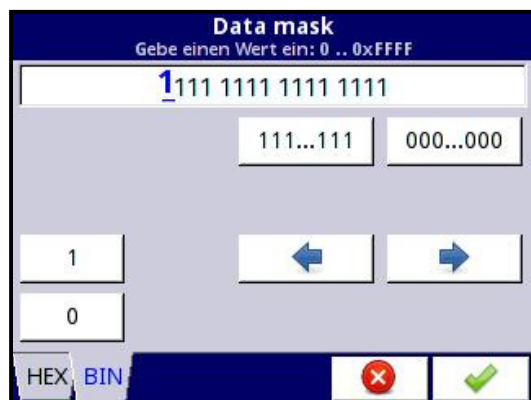 Data mask
Gebe einen Wert ein: 0 .. 0xFFFF
1111 1111 1111 1111
111...111 000...000
1
0
HEX BIN